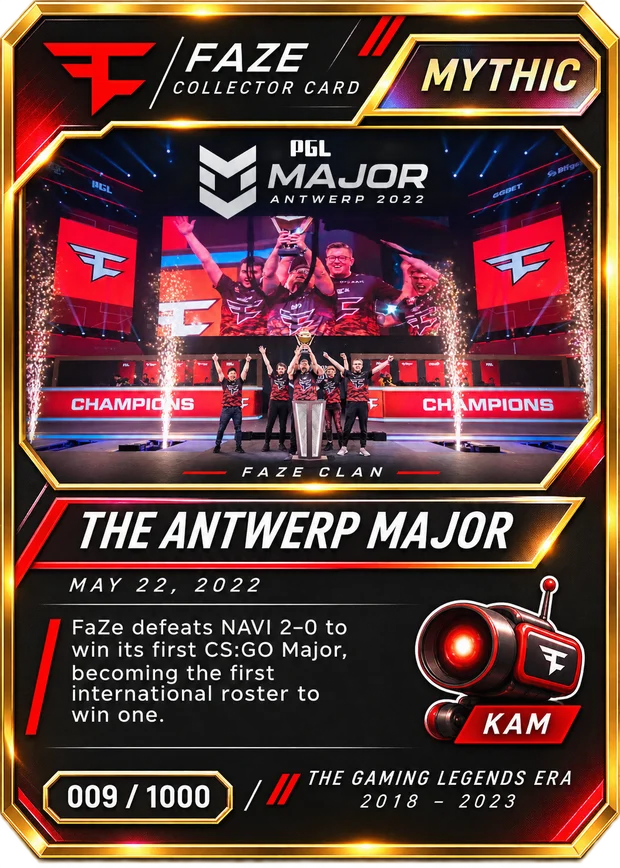 FAZE
COLLECTOR CARD
MYTHIC
PGL
MAJOR
ANTWERP 2022
PGL
GGBET
CHAMPIONS
CHAMPIONS
FAZE CLAN
THE ANTWERP MAJOR
MAY 22, 2022
FaZe defeats NAVI 2–0 to
win its first CS:GO Major,
becoming the first
international roster to
win one.
KAM
009 / 1000
THE GAMING LEGENDS ERA
2018 – 2023